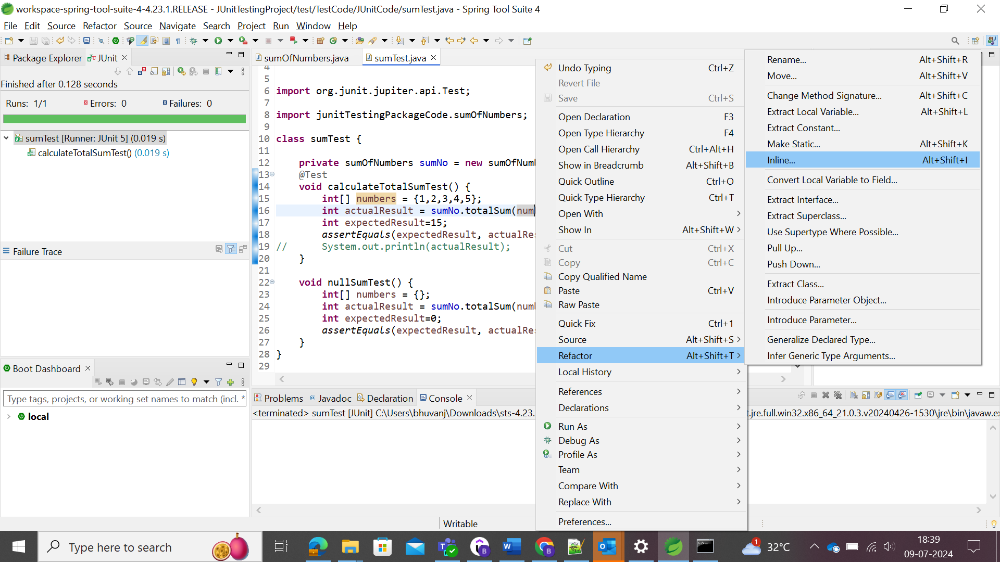 workspace-spring-tool-suite-4-4.23.1.RELEASE - JUnitTestingProject/test/TestCode/JUnitCode/sumTest.java - Spring Tool Suite 4
File Edit Source Refactor Source Navigate Search Project Run Window Help
Package Explorer JUnit
Finished after 0.128 seconds
Runs: 1/1 Errors: 0 Failures: 0
sumTest [Runner: JUnit 5] (0.019 s)
calculateTotalSumTest() (0.019 s)
Failure Trace
Boot Dashboard
Type tags, projects, or working set names to match (incl. *
local
sumOfNumbers.java sumTest.java
4
5
6 import org.junit.jupiter.api.Test;
7
8 import junitTestingPackageCode.sumOfNumbers;
9
10 class sumTest {
11
12 private sumOfNumbers sumNo = new sumOfNum
13 @Test
14 void calculateTotalSumTest() {
15 int[] numbers = {1,2,3,4,5};
16 int actualResult = sumNo.totalSum(num
17 int expectedResult=15;
18 assertEquals(expectedResult, actualRes
19 // System.out.println(actualResult);
20 }
21
22 void nullSumTest() {
23 int[] numbers = {};
24 int actualResult = sumNo.totalSum(num
25 int expectedResult=0;
26 assertEquals(expectedResult, actualRes
27 }
28 }
29
Undo Typing Ctrl+Z
Revert File
Save Ctrl+S
Open Declaration F3
Open Type Hierarchy F4
Open Call Hierarchy Ctrl+Alt+H
Show in Breadcrumb Alt+Shift+B
Quick Outline Ctrl+O
Quick Type Hierarchy Ctrl+T
Open With
Show In Alt+Shift+W
Cut Ctrl+X
Copy Ctrl+C
Copy Qualified Name
Paste Ctrl+V
Raw Paste
Quick Fix Ctrl+1
Source Alt+Shift+S
Refactor Alt+Shift+T
Local History
References
Declarations
Run As
Debug As
Profile As
Team
Compare With
Replace With
Preferences...
Rename... Alt+Shift+R
Move... Alt+Shift+V
Change Method Signature... Alt+Shift+C
Extract Local Variable... Alt+Shift+L
Extract Constant...
Make Static... Alt+Shift+K
Inline... Alt+Shift+I
Convert Local Variable to Field...
Extract Interface...
Extract Superclass...
Use Supertype Where Possible...
Pull Up...
Push Down...
Extract Class...
Introduce Parameter Object...
Introduce Parameter...
Generalize Declared Type...
Infer Generic Type Arguments...
Problems Javadoc Declaration Console
<terminated> sumTest [JUnit] C:\Users\bhuvanj\Downloads\sts-4.23. t.jre.full.win32.x86_64_21.0.3.v20240426-1530\jre\bin\javaw.ex
Writable
Type here to search
1
32°C
18:39
09-07-2024